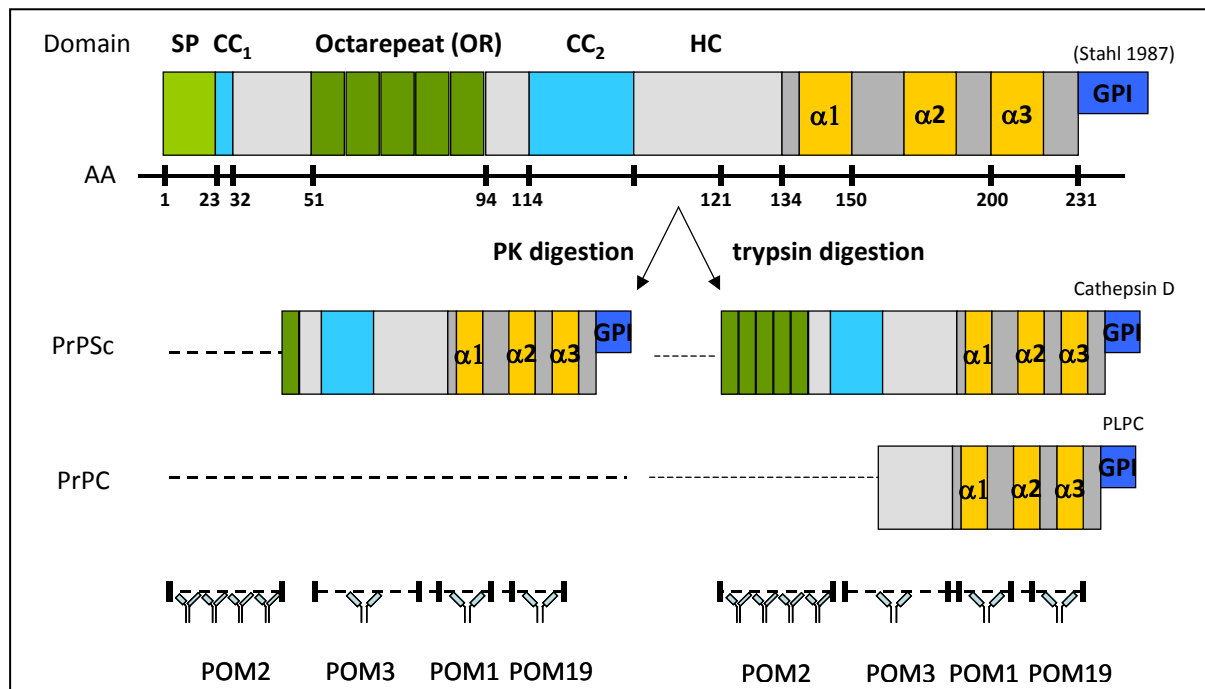 Domain SP CC1 Octarepeat (OR) CC2 HC
(Stahl 1987)
α1 α2 α3 GPI
AA
1 23 32 51 94 114 121 134 150 200 231
PK digestion trypsin digestion
Cathepsin D
PrPSc α1 α2 α3 GPI α1 α2 α3 GPI
PLPC
PrPC α1 α2 α3 GPI
POM2 POM3 POM1 POM19 POM2 POM3 POM1 POM19